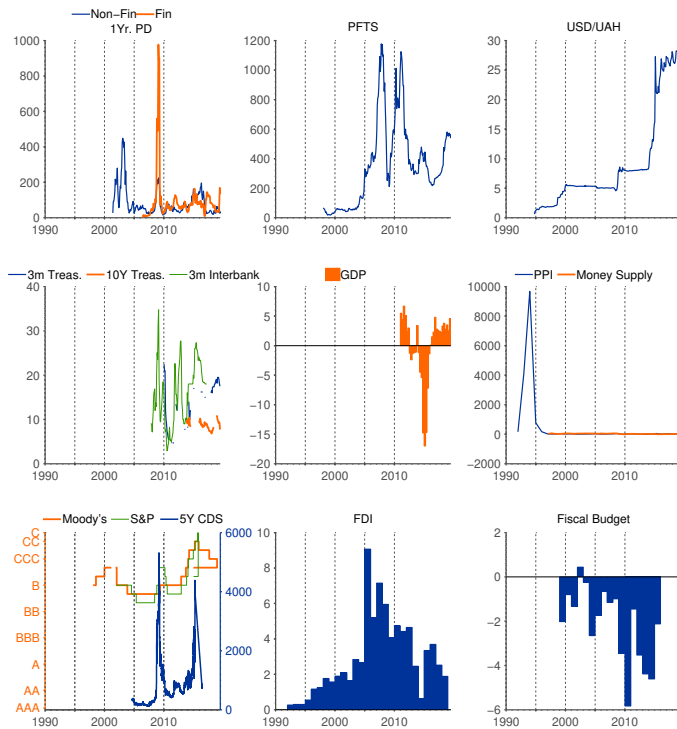 Non−Fin Fin
1Yr. PD
1000
800
600
400
200
0
1990 2000 2010
PFTS
1200
1000
800
600
400
200
0
1990 2000 2010
USD/UAH
30
25
20
15
10
5
0
1990 2000 2010
3m Treas. 10Y Treas. 3m Interbank
40
30
20
10
0
1990 2000 2010
GDP
10
5
0
−5
−10
−15
−20
1990 2000 2010
PPI Money Supply
10000
8000
6000
4000
2000
0
−2000
1990 2000 2010
Moody's S&P 5Y CDS
C
CC
CCC
B
BB
BBB
A
AA
AAA
6000
4000
2000
0
1990 2000 2010
FDI
10
8
6
4
2
0
1990 2000 2010
Fiscal Budget
2
0
−2
−4
−6
1990 2000 2010